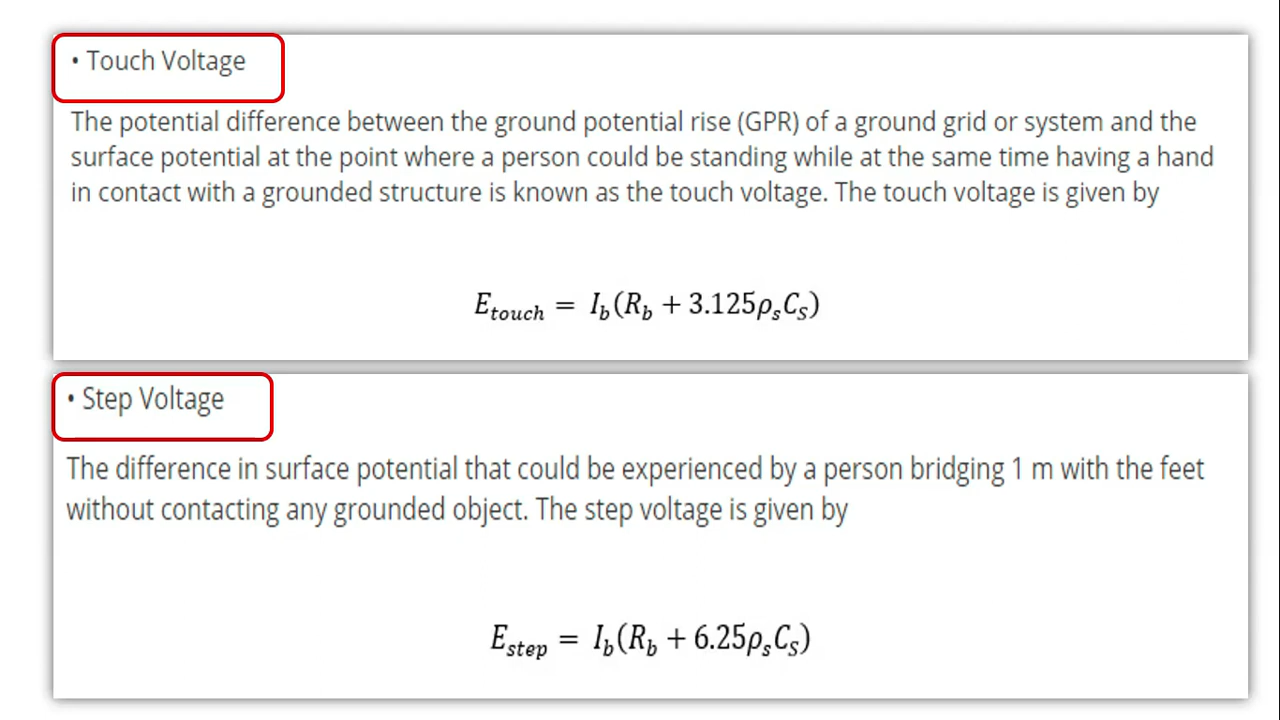 • Touch Voltage
The potential difference between the ground potential rise (GPR) of a ground grid or system and the
surface potential at the point where a person could be standing while at the same time having a hand
in contact with a grounded structure is known as the touch voltage. The touch voltage is given by
E_touch = I_b(R_b + 3.125ρ_sC_S)
• Step Voltage
The difference in surface potential that could be experienced by a person bridging 1 m with the feet
without contacting any grounded object. The step voltage is given by
E_step = I_b(R_b + 6.25ρ_sC_S)